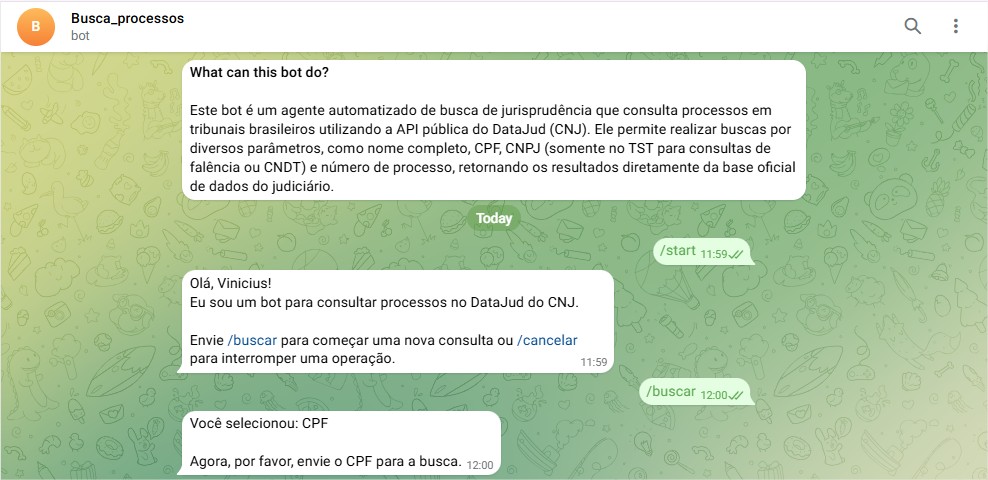 B
Busca_processos
bot
What can this bot do?
Este bot é um agente automatizado de busca de jurisprudência que consulta processos em
tribunais brasileiros utilizando a API pública do DataJud (CNJ). Ele permite realizar buscas por
diversos parâmetros, como nome completo, CPF, CNPJ (somente no TST para consultas de
falência ou CNDT) e número de processo, retornando os resultados diretamente da base oficial
de dados do judiciário.
Today
/start 11:59
Olá, Vinicius!
Eu sou um bot para consultar processos no DataJud do CNJ.
Envie /buscar para começar uma nova consulta ou /cancelar
para interromper uma operação. 11:59
/buscar 12:00
Você selecionou: CPF
Agora, por favor, envie o CPF para a busca. 12:00